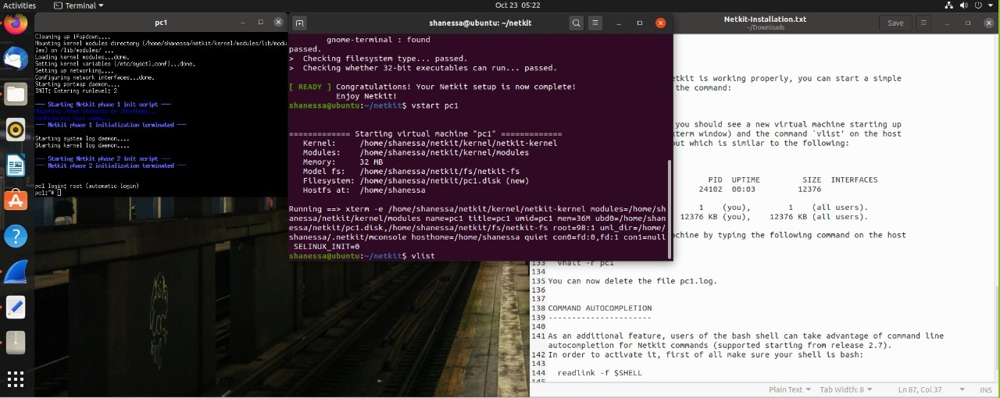 Activities
Terminal
Oct 23 05:22
pc1
Cleaning up ifupdown....
Mounting kernel modules directory (/home/shanessa/netkit/kernel/modules/lib/modu
les) on /lib/modules/ ...
Loading kernel modules...done.
Setting kernel variables (/etc/sysctl.conf)...done.
Setting up networking....
Configuring network interfaces...done.
Starting portmap daemon....
INIT: Entering runlevel: 2
--- Starting Netkit phase 1 init script ---
Mounting /home/shanessa on /hosthome...
Configuring host name...
--- Netkit phase 1 initialization terminated ---
Starting system log daemon....
Starting kernel log daemon....
--- Starting Netkit phase 2 init script ---
--- Netkit phase 2 initialization terminated ---
pc1 login: root (automatic login)
pc1:~#
shanessa@ubuntu: ~/netkit
gnome-terminal : found
passed.
> Checking filesystem type... passed.
> Checking whether 32-bit executables can run... passed.
[ READY ] Congratulations! Your Netkit setup is now complete!
Enjoy Netkit!
shanessa@ubuntu:~/netkit$ vstart pc1
============= Starting virtual machine "pc1" =============
Kernel: /home/shanessa/netkit/kernel/netkit-kernel
Modules: /home/shanessa/netkit/kernel/modules
Memory: 32 MB
Model fs: /home/shanessa/netkit/fs/netkit-fs
Filesystem: /home/shanessa/netkit/pc1.disk (new)
Hostfs at: /home/shanessa
Running ==> xterm -e /home/shanessa/netkit/kernel/netkit-kernel modules=/home/sh
anessa/netkit/kernel/modules name=pc1 title=pc1 umid=pc1 mem=36M ubd0=/home/shan
essa/netkit/pc1.disk,/home/shanessa/netkit/fs/netkit-fs root=98:1 uml_dir=/home/
shanessa/.netkit/mconsole hosthome=/home/shanessa quiet con0=fd:0,fd:1 con1=null
SELINUX_INIT=0
shanessa@ubuntu:~/netkit$ vlist
Netkit-Installation.txt
~/Downloads
Save
etkit is working properly, you can start a simple
the command:
you should see a new virtual machine starting up
xterm window) and the command `vlist' on the host
put which is similar to the following:
PID UPTIME SIZE INTERFACES
24102 00:03 12376
1 (you), 1 (all users).
12376 KB (you), 12376 KB (all users).
achine by typing the following command on the host
133 vhalt -r pc1
134
135 You can now delete the file pc1.log.
136
137
138 COMMAND AUTOCOMPLETION
139 ----------------------
140
141 As an additional feature, users of the bash shell can take advantage of command line
autocompletion for Netkit commands (supported starting from release 2.7).
142 In order to activate it, first of all make sure your shell is bash:
143
144 readlink -f $SHELL
145
Plain Text
Tab Width: 8
Ln 87, Col 37
INS